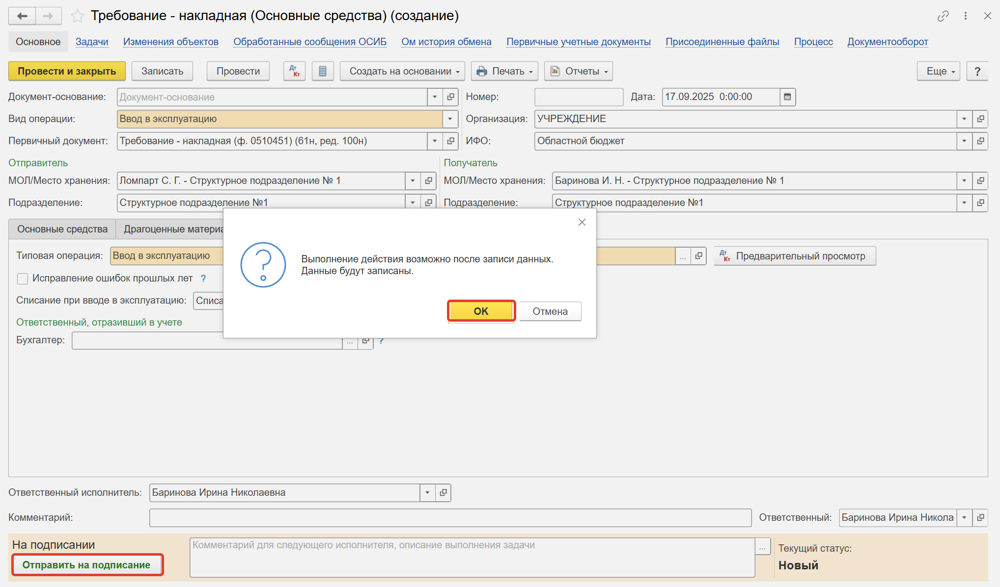 Требование - накладная (Основные средства) (создание)
Основное Задачи Изменения объектов Обработанные сообщения ОСИБ Ом история обмена Первичные учетные документы Присоединенные файлы Процесс Документооборот
Провести и закрыть Записать Провести Дт Кт Создать на основании Печать Отчеты Еще ?
Документ-основание: Документ-основание Номер: Дата: 17.09.2025 0:00:00
Вид операции: Ввод в эксплуатацию Организация: УЧРЕЖДЕНИЕ
Первичный документ: Требование - накладная (ф. 0510451) (61н, ред. 100н) ИФО: Областной бюджет
Отправитель Получатель
МОЛ/Место хранения: Ломпарт С. Г. - Структурное подразделение № 1 МОЛ/Место хранения: Баринова И. Н. - Структурное подразделение № 1
Подразделение: Структурное подразделение №1 Подразделение: Структурное подразделение №1
Основные средства Драгоценные материа
Типовая операция: Ввод в эксплуатацию ... Дт Кт Предварительный просмотр
Выполнение действия возможно после записи данных.
Данные будут записаны.
Исправление ошибок прошлых лет ?
Списание при вводе в эксплуатацию: Списа
OK Отмена
Ответственный, отразивший в учете
Бухгалтер: ... ?
Ответственный исполнитель: Баринова Ирина Николаевна
Комментарий: Ответственный: Баринова Ирина Никола
На подписании Комментарий для следующего исполнителя, описание выполнения задачи ... Текущий статус:
Отправить на подписание Новый